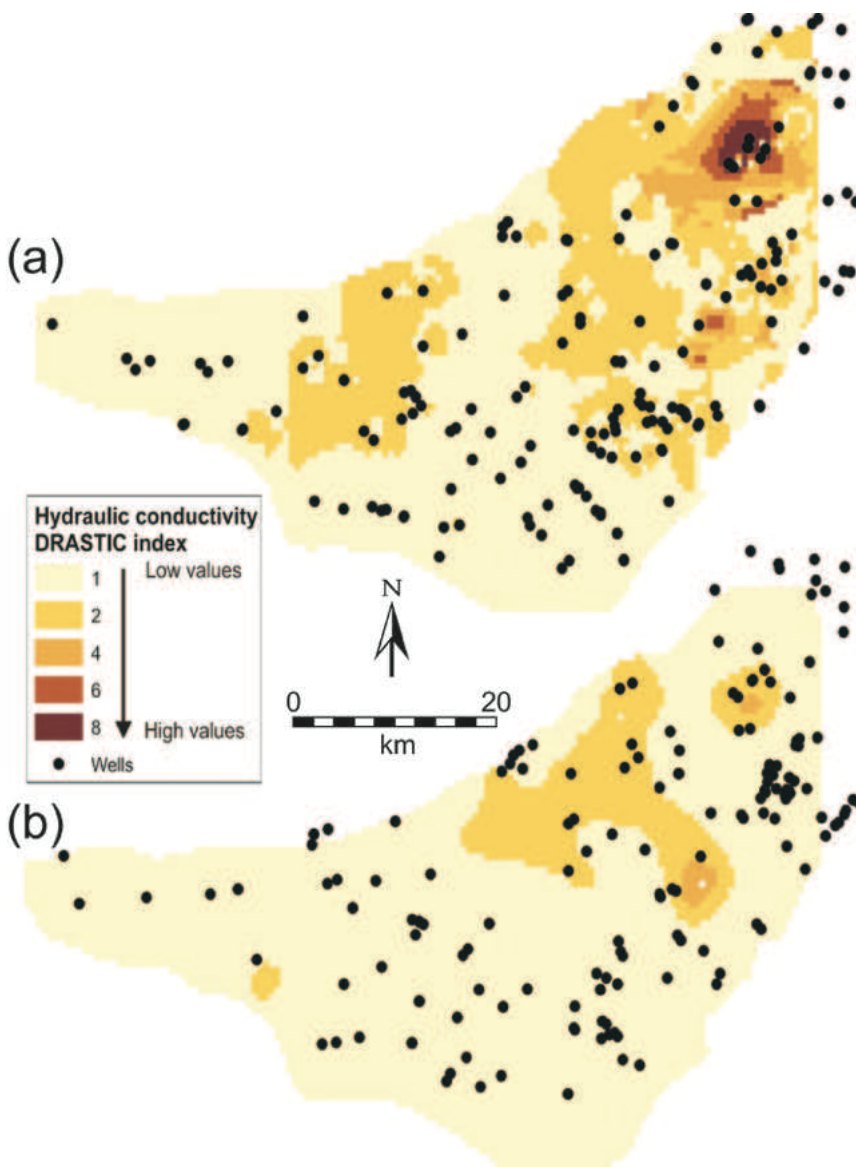 (a)
Hydraulic conductivity
DRASTIC index
1 Low values
2
4
6
8 High values
Wells
N
0 20
km
(b)